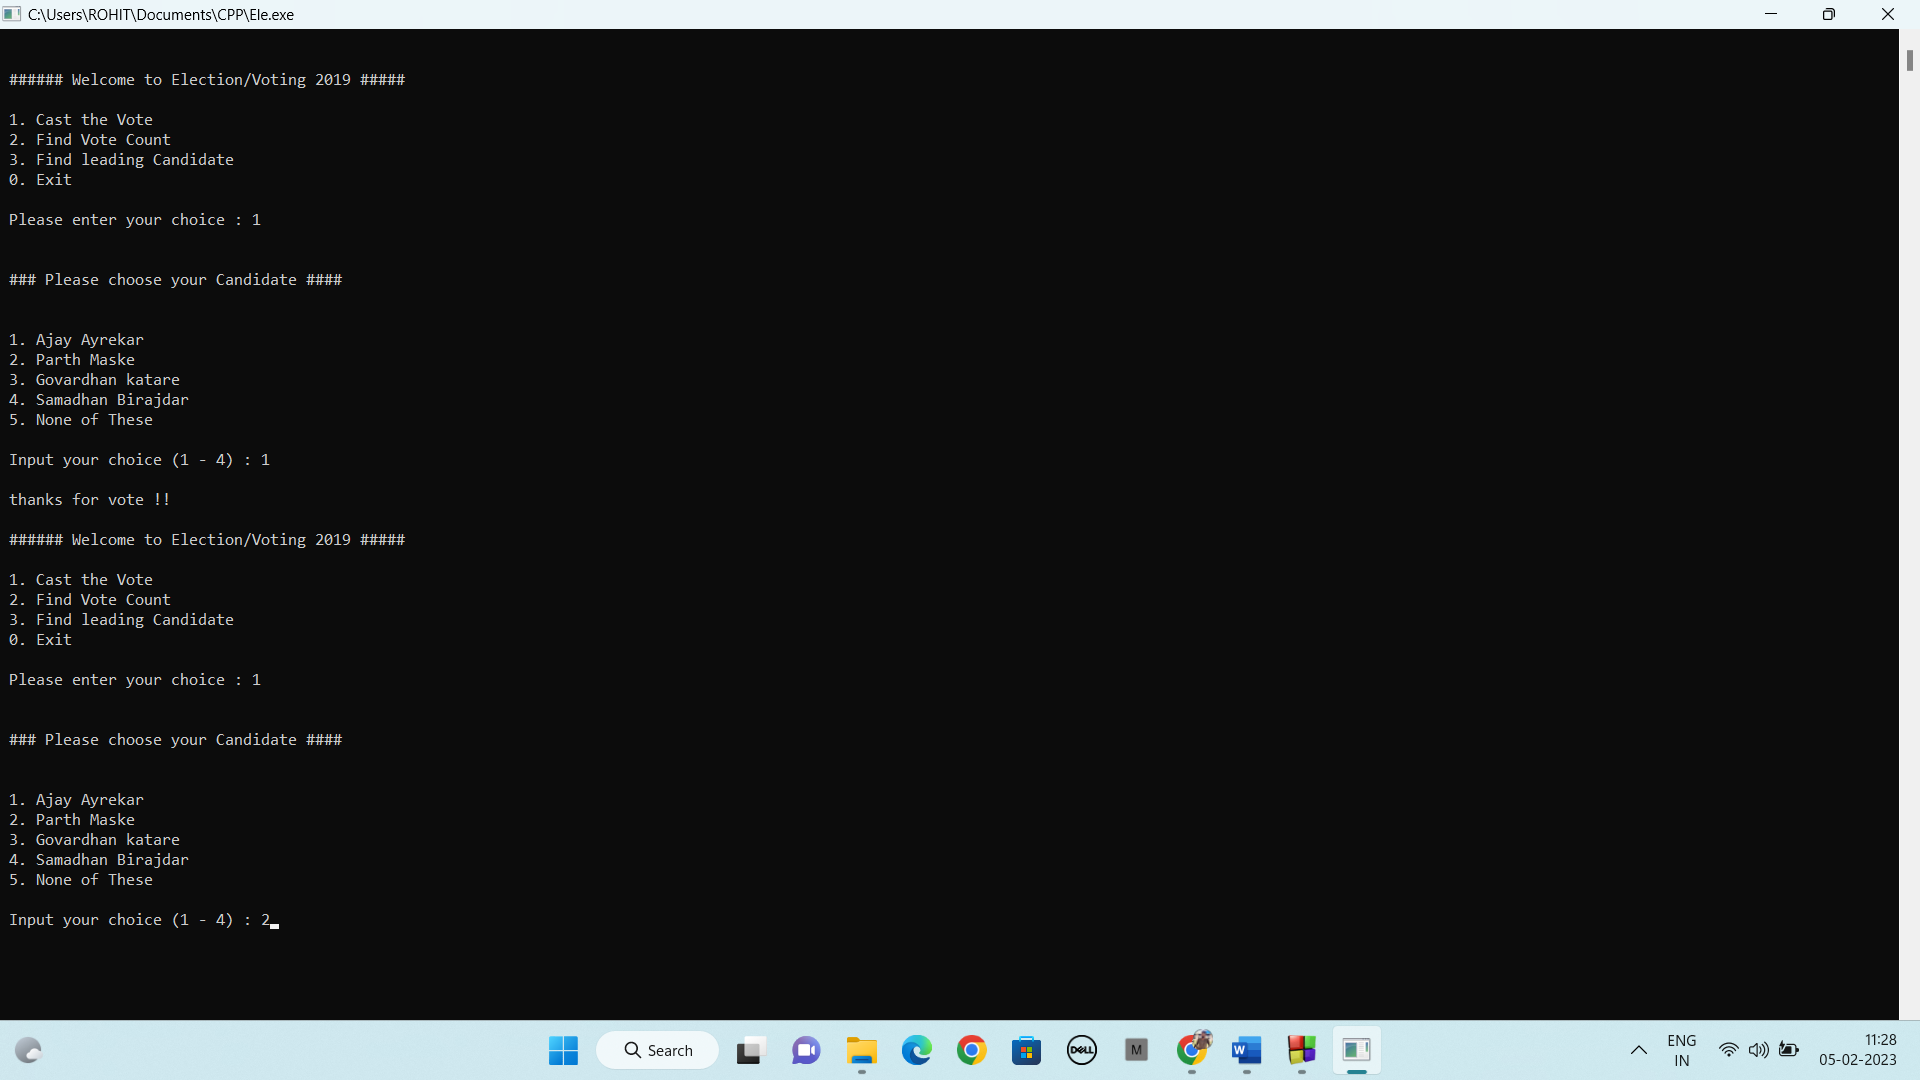 C:\Users\ROHIT\Documents\CPP\Ele.exe
###### Welcome to Election/Voting 2019 #####
1. Cast the Vote
2. Find Vote Count
3. Find leading Candidate
0. Exit
Please enter your choice : 1
### Please choose your Candidate ####
1. Ajay Ayrekar
2. Parth Maske
3. Govardhan katare
4. Samadhan Birajdar
5. None of These
Input your choice (1 - 4) : 1
thanks for vote !!
###### Welcome to Election/Voting 2019 #####
1. Cast the Vote
2. Find Vote Count
3. Find leading Candidate
0. Exit
Please enter your choice : 1
### Please choose your Candidate ####
1. Ajay Ayrekar
2. Parth Maske
3. Govardhan katare
4. Samadhan Birajdar
5. None of These
Input your choice (1 - 4) : 2
Search
DELL
M
W
ENG
IN
11:28
05-02-2023